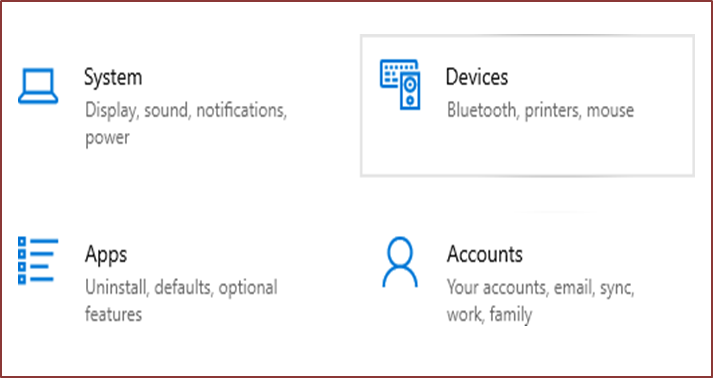 System
Display, sound, notifications,
power
Devices
Bluetooth, printers, mouse
Apps
Uninstall, defaults, optional
features
Accounts
Your accounts, email, sync,
work, family